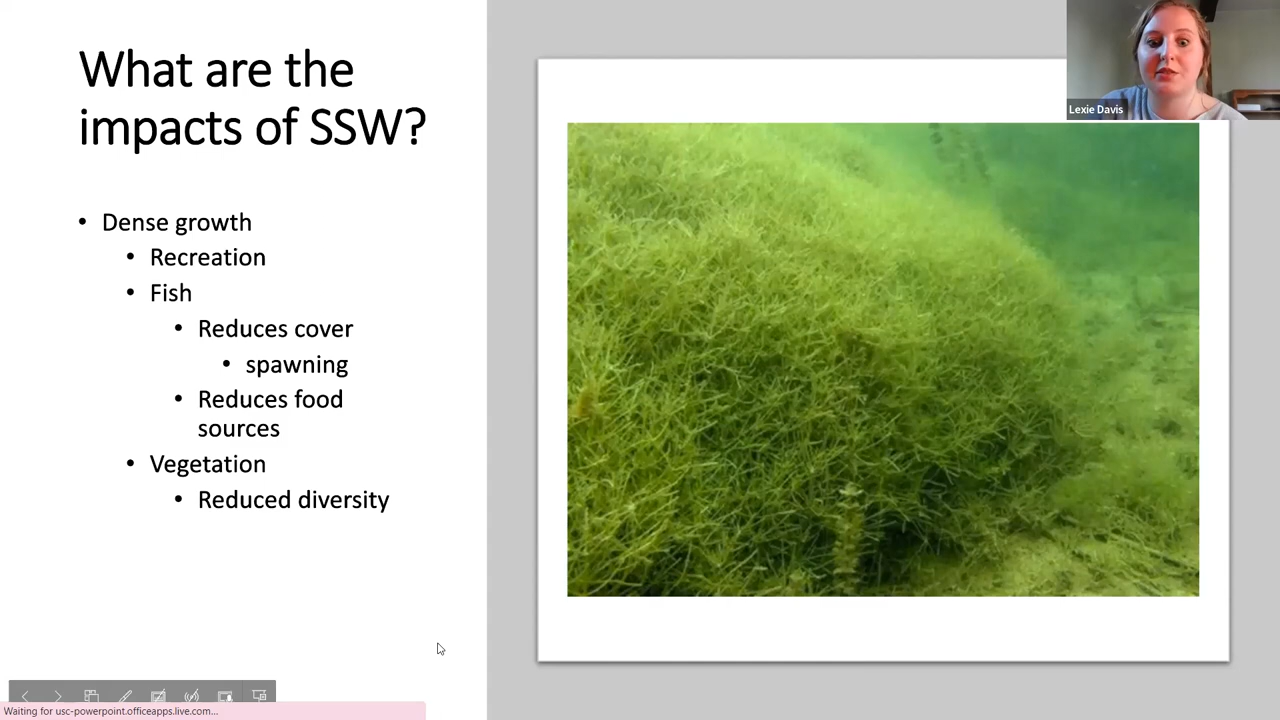 What are the
impacts of SSW?
• Dense growth
• Recreation
• Fish
• Reduces cover
• spawning
• Reduces food
sources
• Vegetation
• Reduced diversity
Lexie Davis
Waiting for usc-powerpoint.officeapps.live.com...